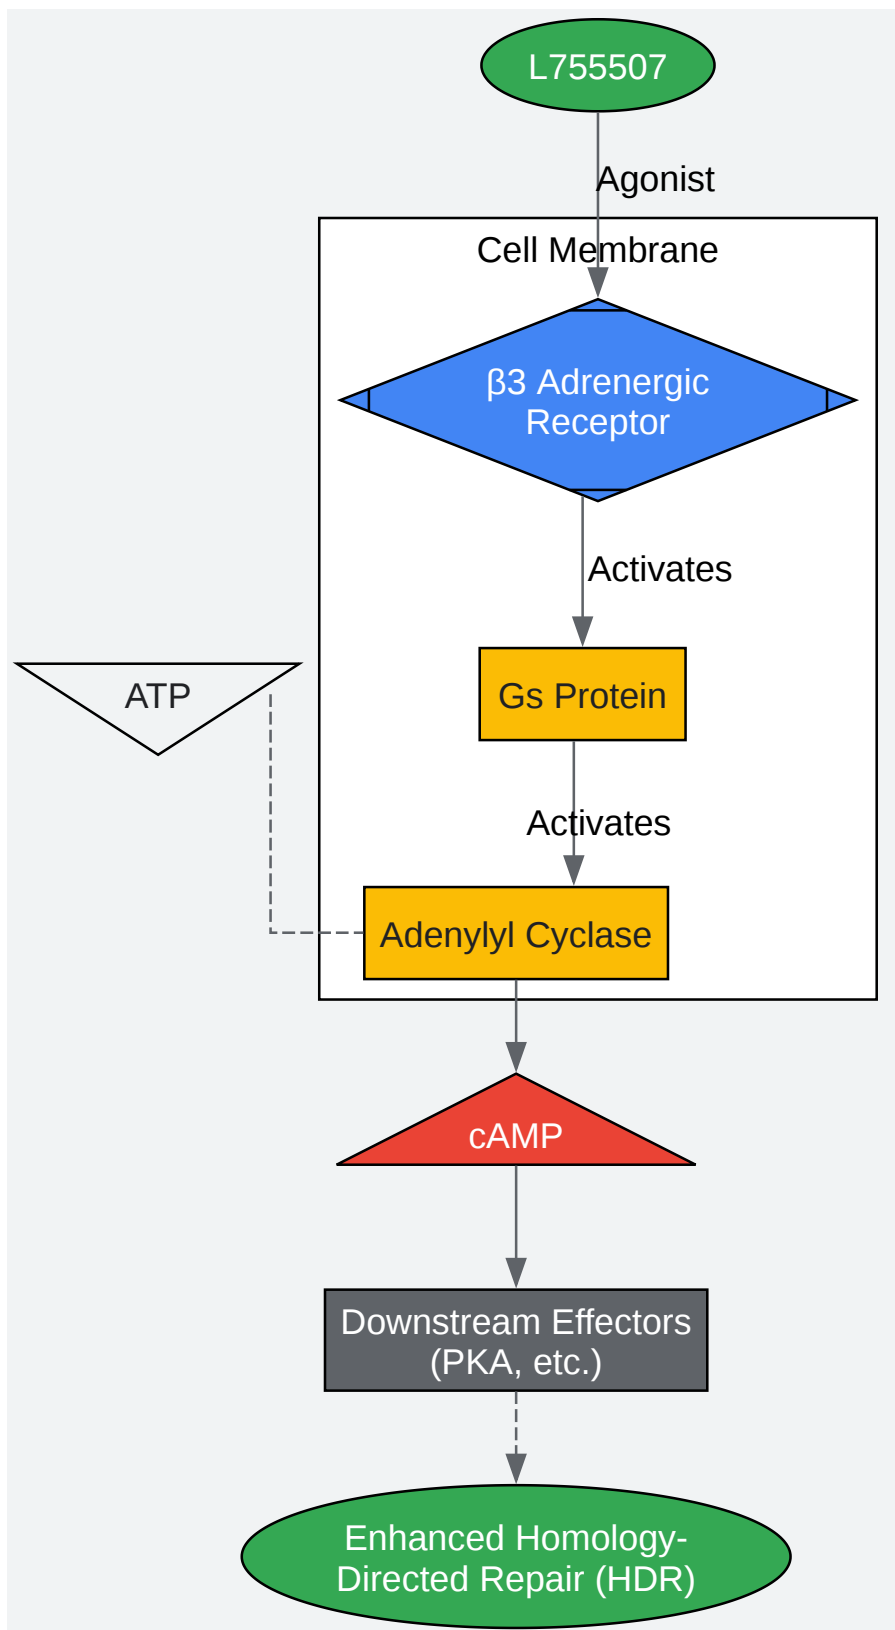 L755507
Agonist
Cell Membrane
β3 Adrenergic
Receptor
Activates
ATP
Gs Protein
Activates
Adenylyl Cyclase
cAMP
Downstream Effectors
(PKA, etc.)
Enhanced Homology-
Directed Repair (HDR)